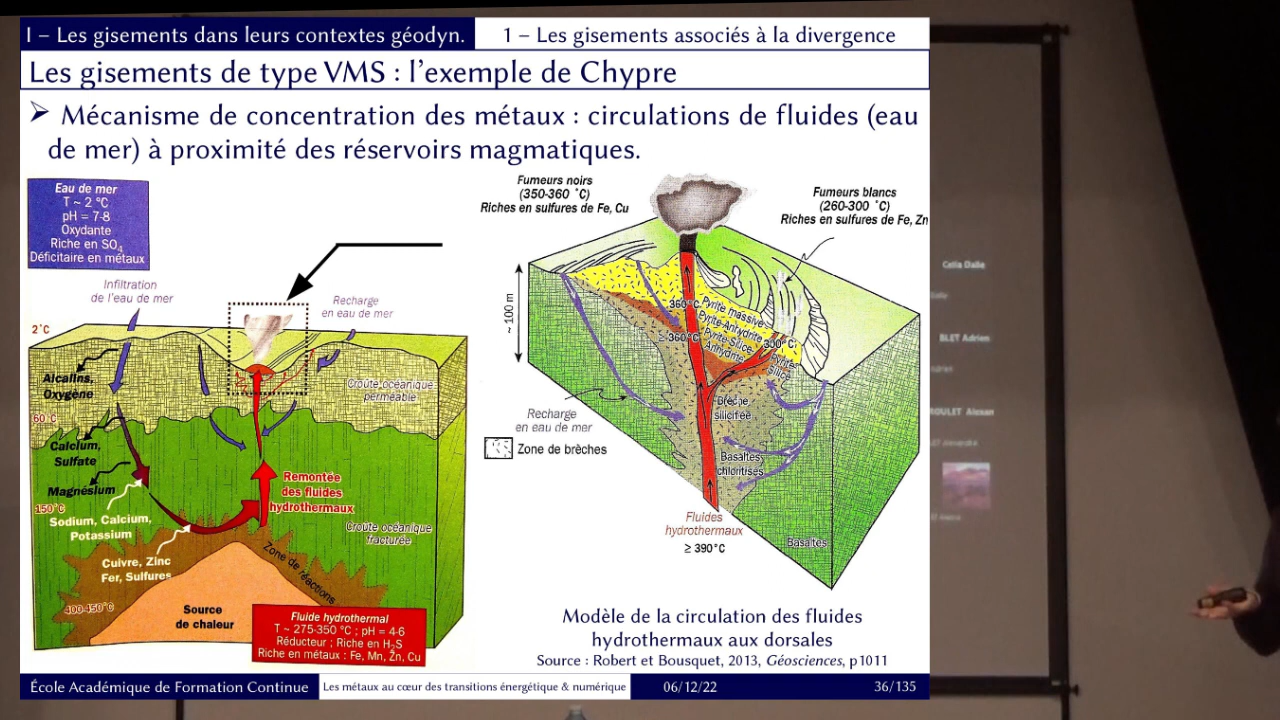 I – Les gisements dans leurs contextes géodyn.
1 – Les gisements associés à la divergence
Les gisements de type VMS : l’exemple de Chypre
➢ Mécanisme de concentration des métaux : circulations de fluides (eau
de mer) à proximité des réservoirs magmatiques.
Eau de mer
T ~ 2 °C
pH = 7-8
Oxydante
Riche en SO4
Déficitaire en métaux
Infiltration
de l'eau de mer
Recharge
en eau de mer
2°C
Alcalins,
Oxygène
Croûte océanique
perméable
60°C
Calcium,
Sulfate
Magnésium
150°C
Sodium, Calcium,
Potassium
Remontée
des fluides
hydrothermaux
Croûte océanique
fracturée
Cuivre, Zinc
Fer, Sulfures
Zone de réactions
400-450°C
Source
de chaleur
Fluide hydrothermal
T ~ 275-350 °C ; pH = 4-6
Réducteur ; Riche en H2S
Riche en métaux : Fe, Mn, Zn, Cu
Fumeurs noirs
(350-360 °C)
Riches en sulfures de Fe, Cu
Fumeurs blancs
(260-300 °C)
Riches en sulfures de Fe, Zn
~ 100 m
360°C
Pyrite massive
Pyrite-Anhydrite
≥ 360°C
Pyrite-Silice-
Anhydrite
300°C
Pyrite-
Silice
Brèche
silicifiée
Recharge
en eau de mer
Zone de brèches
Basaltes
chloritisés
Fluides
hydrothermaux
≥ 390°C
Basaltes
Modèle de la circulation des fluides
hydrothermaux aux dorsales
Source : Robert et Bousquet, 2013, Géosciences, p1011
École Académique de Formation Continue
Les métaux au cœur des transitions énergétique & numérique
06/12/22
36/135
Celia Dalle
BLET Adrien